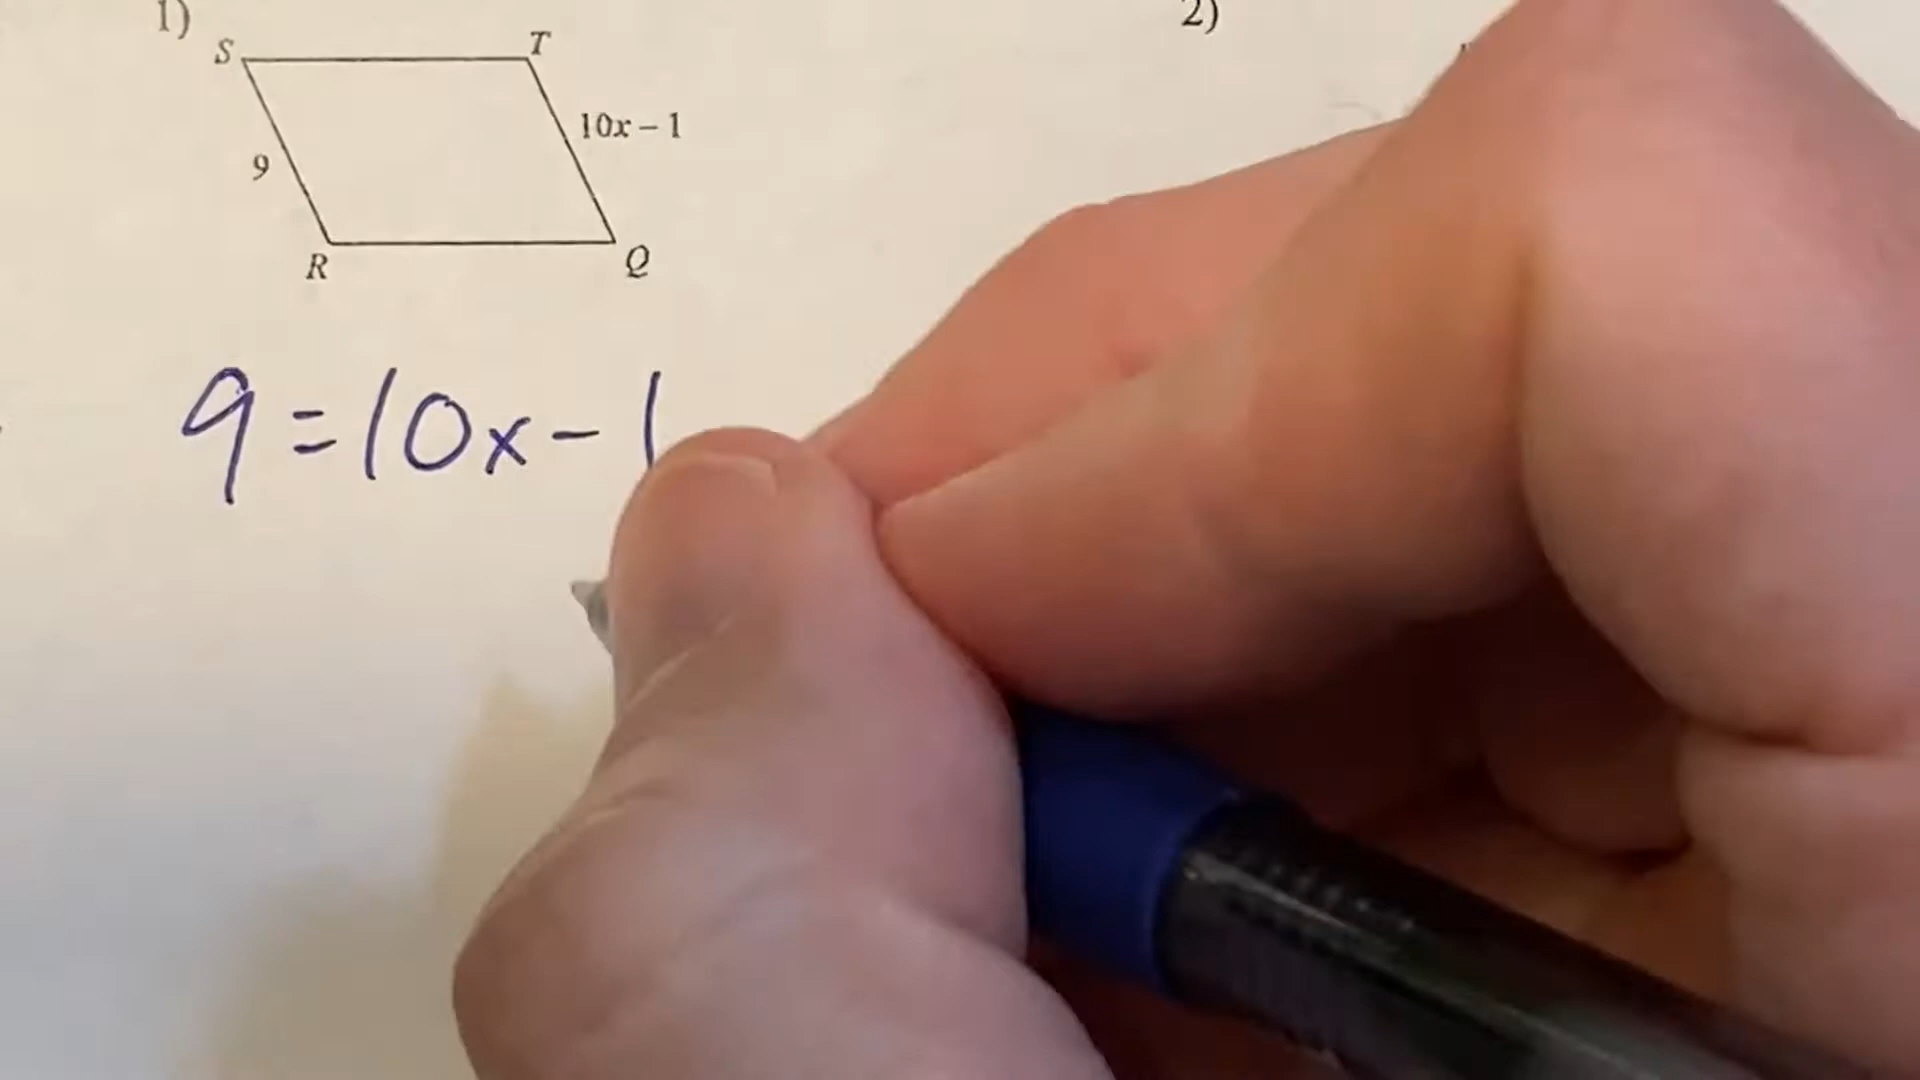 1)
2)
S
T
10x – 1
9
R
Q
9 = 10x - 1